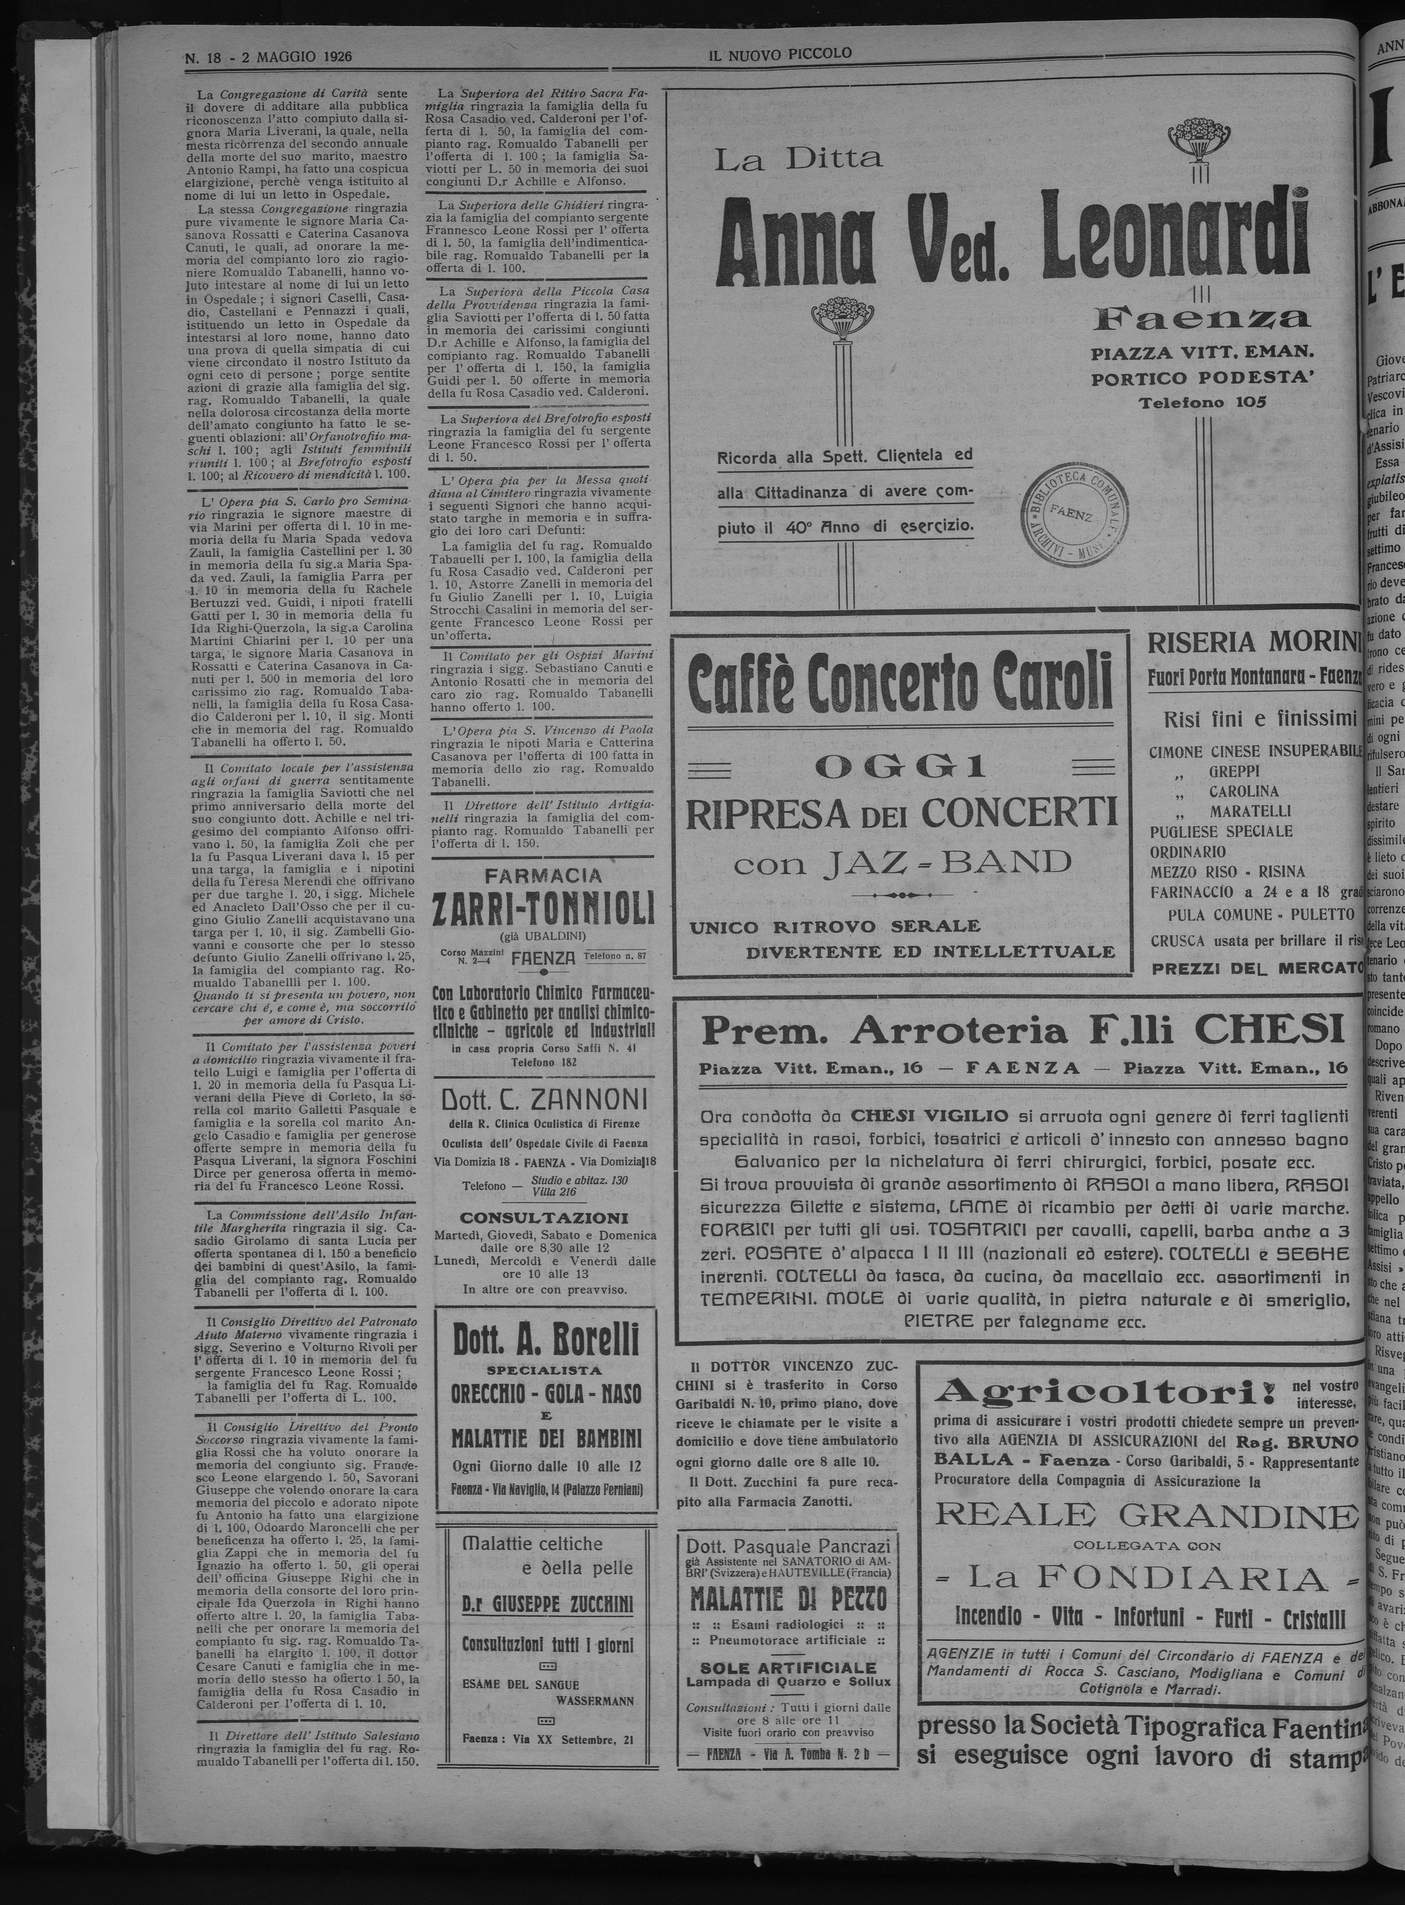 N. 18 - 2 MAGGIO 1926
IL NUOVO PICCOLO
La Congregazione di Carità sente
il dovere di additare alla pubblica
riconoscenza l'atto compiuto dalla si-
gnora Maria Liverani, la quale, nella
mesta ricòrrenza del secondo annuale
della morte del suo marito, maestro
Antonio Rampi, ha fatto una cospicua
elargizione, perchè venga istituito al
nome di lui un letto in Ospedale.
La stessa Congregazione ringrazia
pure vivamente le signore Maria Ca-
sanova Rossatti e Caterina Casanova
Canuti, le quali, ad onorare la me-
moria del compianto loro zio ragio-
niere Romualdo Tabanelli, hanno vo-
luto intestare al nome di lui un letto
in Ospedale ; i signori Caselli, Casa-
dio, Castellani e Pennazzi i quali,
istituendo un letto in Ospedale da
intestarsi al loro nome, hanno dato
una prova di quella simpatia di cui
viene circondato il nostro Istituto da
ogni ceto di persone ; porge sentite
azioni di grazie alla famiglia del sig.
rag. Romualdo Tabanelli, la quale
nella dolorosa circostanza della morte
dell'amato congiunto ha fatto le se-
guenti oblazioni: all'Orfanotrofiio ma-
schi l. 100 ; agli Istituti femminili
riuniti l. 100 ; al Brefotrofio esposti
l. 100; al Ricovero di mendicità l. 100.
L' Opera pia S. Carlo pro Semina-
rio ringrazia le signore maestre di
via Marini per offerta di l. 10 in me-
moria della fu Maria Spada vedova
Zauli, la famiglia Castellini per l. 30
in memoria della fu sig.a Maria Spa-
da ved. Zauli, la famiglia Parra per
l. 10 in memoria della fu Rachele
Bertuzzi ved. Guidi, i nipoti fratelli
Gatti per l. 30 in memoria della fu
Ida Righi-Querzola, la sig.a Carolina
Martini Chiarini per l. 10 per una
targa, le signore Maria Casanova in
Rossatti e Caterina Casanova in Ca-
nuti per l. 500 in memoria del loro
carissimo zio rag. Romualdo Taba-
nelli, la famiglia della fu Rosa Casa-
dio Calderoni per l. 10, il sig. Monti
che in memoria del rag. Romualdo
Tabanelli ha offerto l. 50.
Il Comitato locale per l'assistenza
agli orfani di guerra sentitamente
ringrazia la famiglia Saviotti che nel
primo anniversario della morte del
suo congiunto dott. Achille e nel tri-
gesimo del compianto Alfonso offri-
vano l. 50, la famiglia Zoli che per
la fu Pasqua Liverani dava l. 15 per
una targa, la famiglia e i nipotini
della fu Teresa Merendi che offrivano
per due targhe l. 20, i sigg. Michele
ed Anacleto Dall'Osso che per il cu-
gino Giulio Zanelli acquistavano una
targa per l. 10, il sig. Zambelli Gio-
vanni e consorte che per lo stesso
defunto Giulio Zanelli offrivano l. 25,
la famiglia del compianto rag. Ro-
mualdo Tabanellli per l. 100.
Quando ti si presenta un povero, non
cercare chi é, e come è, ma soccorrilo
per amore di Cristo.
Il Comitato per l'assistenza poveri
a domicilio ringrazia vivamente il fra-
tello Luigi e famiglia per l'offerta di
l. 20 in memoria della fu Pasqua Li-
verani della Pieve di Corleto, la so-
rella col marito Galletti Pasquale e
famiglia e la sorella col marito An-
gelo Casadio e famiglia per generose
offerte sempre in memoria della fu
Pasqua Liverani, la signora Foschini
Dirce per generosa offerta in memo-
ria del fu Francesco Leone Rossi.
La Commissione dell'Asilo Infan-
tile Margherita ringrazia il sig. Ca-
sadio Girolamo di santa Lucia per
offerta spontanea di l. 150 a beneficio
dei bambini di quest'Asilo, la fami-
glia del compianto rag. Romualdo
Tabanelli per l'offerta di l. 100.
Il Consiglio Direttivo del Patronato
Aiuto Materno vivamente ringrazia i
sigg. Severino e Volturno Rivoli per
l' offerta di l. 10 in memoria del fu
sergente Francesco Leone Rossi ;
la famiglia del fu Rag. Romualdo
Tabanelli per l'offerta di L. 100.
Il Consiglio Direttivo del Pronto
Soccorso ringrazia vivamente la fami-
glia Rossi che ha voluto onorare la
memoria del congiunto sig. France-
sco Leone elargendo l. 50, Savorani
Giuseppe che volendo onorare la cara
memoria del piccolo e adorato nipote
fu Antonio ha fatto una elargizione
di l. 100, Odoardo Maroncelli che per
beneficenza ha offerto l. 25, la fami-
glia Zappi che in memoria del fu
Ignazio ha offerto l. 50, gli operai
dell' officina Giuseppe Righi che in
memoria della consorte del loro prin-
cipale Ida Querzola in Righi hanno
offerto altre l. 20, la famiglia Taba-
nelli che per onorare la memoria del
compianto fu sig. rag. Romualdo Ta-
banelli ha elargito l. 100. il dottor
Cesare Canuti e famiglia che in me-
moria dello stesso ha offerto l 50, la
famiglia della fu Rosa Casadio in
Calderoni per l'offerta di l. 10.
Il Direttore dell' Istituto Salesiano
ringrazia la famiglia del fu rag. Ro-
mualdo Tabanelli per l'offerta di l. 150.
La Superiora del Ritiro Sacra Fa-
miglia ringrazia la famiglia della fu
Rosa Casadio ved. Calderoni per l'of-
ferta di l. 50, la famiglia del com-
pianto rag. Romualdo Tabanelli per
l'offerta di l. 100 ; la famiglia Sa-
viotti per L. 50 in memoria dei suoi
congiunti D.r Achille e Alfonso.
La Superiora delle Ghidieri ringra-
zia la famiglia del compianto sergente
Frannesco Leone Rossi per l' offerta
di l. 50, la famiglia dell'indimentica-
bile rag. Romualdo Tabanelli per la
offerta di l. 100.
La Superiora della Piccola Casa
della Provvidenza ringrazia la fami-
glia Saviotti per l'offerta di l. 50 fatta
in memoria dei carissimi congiunti
D.r Achille e Alfonso, la famiglia del
compianto rag. Romualdo Tabanelli
per l' offerta di l. 150, la famiglia
Guidi per l. 50 offerte in memoria
della fu Rosa Casadio ved. Calderoni.
La Superiora del Brefotrofio esposti
ringrazia la famiglia del fu sergente
Leone Francesco Rossi per l' offerta
di l. 50.
L' Opera pia per la Messa quoti
diana al Cimitero ringrazia vivamente
i seguenti Signori che hanno acqui-
stato targhe in memoria e in suffra-
gio dei loro cari Defunti:
La famiglia del fu rag. Romualdo
Tabauelli per l. 100, la famiglia della
fu Rosa Casadio ved. Calderoni per
l. 10, Astorre Zanelli in memoria del
fu Giulio Zanelli per l. 10, Luigia
Strocchi Casalini in memoria del ser-
gente Francesco Leone Rossi per
un'offerta.
Il Comitato per gli Ospizi Marini
ringrazia i sigg. Sebastiano Canuti e
Antonio Rosatti che in memoria del
caro zio rag. Romualdo Tabanelli
hanno offerto l. 100.
L'Opera pia S. Vincenzo di Paola
ringrazia le nipoti Maria e Catterina
Casanova per l'offerta di 100 fatta in
memoria dello zio rag. Romualdo
Tabanelli.
Il Direttore dell' Istituto Artigia-
nelli ringrazia la famiglia del com-
pianto rag. Romualdo Tabanelli per
l'offerta di l. 150.
FARMACIA
ZARRI-TONNIOLI
(già UBALDINI)
Corso Mazzini
N. 2—4
FAENZA
Telefono n. 87
Con Laboratorio Chimico Farmaceu-
tico e Gabinetto per analisi chimico-
cliniche - agricole ed industriali
in casa propria Corso Saffi N. 41
Telefono 182
Dott. C. ZANNONI
della R. Clinica Oculistica di Firenze
Oculista dell' Ospedale Civile di Faenza
Via Domizia 18 - FAENZA - Via Domizia 18
Telefono — Studio e abitaz. 130
Villa 216
CONSULTAZIONI
Martedì, Giovedì, Sabato e Domenica
dalle ore 8,30 alle 12
Lunedì, Mercoldì e Venerdì dalle
ore 10 alle 13
In altre ore con preavviso.
Dott. A. Borelli
SPECIALISTA
ORECCHIO - GOLA - NASO
E
MALATTIE DEI BAMBINI
Ogni Giorno dalle 10 alle 12
Faenza - Via Naviglio, 14 (Palazzo Ferniani)
Malattie celtiche
e della pelle
D.r GIUSEPPE ZUCCHINI
Consultazioni tutti i giorni
ESAME DEL SANGUE
WASSERMANN
Faenza : Via XX Settembre, 21
La Ditta
Anna Ved. Leonardi
Faenza
PIAZZA VITT. EMAN.
PORTICO PODESTA'
Telefono 105
Ricorda alla Spett. Clientela ed
alla Cittadinanza di avere com-
piuto il 40º Anno di esercizio.
BIBLIOTECA COMUNALE
FAENZ
Caffè Concerto Caroli
OGGI
RIPRESA DEI CONCERTI
con JAZ - BAND
UNICO RITROVO SERALE
DIVERTENTE ED INTELLETTUALE
RISERIA MORINI
Fuori Porta Montanara - Faenza
Risi fini e finissimi
CIMONE CINESE INSUPERABILE
„ GREPPI
„ CAROLINA
„ MARATELLI
PUGLIESE SPECIALE
ORDINARIO
MEZZO RISO - RISINA
FARINACCIO a 24 e a 18 grad
PULA COMUNE - PULETTO
CRUSCA usata per brillare il riso
PREZZI DEL MERCATO
Prem. Arroteria F.lli CHESI
Piazza Vitt. Eman., 16 — FAENZA — Piazza Vitt. Eman., 16
Ora condotta da CHESI VIGILIO si arruota ogni genere di ferri taglienti
specialità in rasoi, forbici, tosatrici e articoli d'innesto con annesso bagno
Galvanico per la nichelatura di ferri chirurgici, forbici, posate ecc.
Si trova provvista di grande assortimento di RASOI a mano libera, RASOI
sicurezza Gilette e sistema, LAME di ricambio per detti di varie marche.
FORBICI per tutti gli usi. TOSATRICI per cavalli, capelli, barba anche a 3
zeri. POSATE d'alpacca I II III (nazionali ed estere). COLTELLI e SEGHE
inerenti. COLTELLI da tasca, da cucina, da macellaio ecc. assortimenti in
TEMPERINI. MOLE di varie qualità, in pietra naturale e di smeriglio,
PIETRE per falegname ecc.
Il DOTTOR VINCENZO ZUC-
CHINI si è trasferito in Corso
Garibaldi N. 10, primo piano, dove
riceve le chiamate per le visite a
domicilio e dove tiene ambulatorio
ogni giorno dalle ore 8 alle 10.
Il Dott. Zucchini fa pure reca-
pito alla Farmacia Zanotti.
Dott. Pasquale Pancrazi
già Assistente nel SANATORIO di AM-
BRI' (Svizzera) e HAUTEVILLE (Francia)
MALATTIE DI PETTO
:: :: Esami radiologici :: ::
:: Pneumotorace artificiale ::
SOLE ARTIFICIALE
Lampada di Quarzo e Sollux
Consultazioni : Tutti i giorni dalle
ore 8 alle ore 11
Visite fuori orario con preavviso
— FAENZA - Via A. Tomba N. 2 b —
Agricoltori! nel vostro
interesse,
prima di assicurare i vostri prodotti chiedete sempre un preven-
tivo alla AGENZIA DI ASSICURAZIONI del Rag. BRUNO
BALLA - Faenza - Corso Garibaldi, 5 - Rappresentante
Procuratore della Compagnia di Assicurazione la
REALE GRANDINE
COLLEGATA CON
- La FONDIARIA -
Incendio - Vita - Infortuni - Furti - Cristalli
AGENZIE in tutti i Comuni del Circondario di FAENZA e de
Mandamenti di Rocca S. Casciano, Modigliana e Comuni d
Cotignola e Marradi.
presso la Società Tipografica Faentina
si eseguisce ogni lavoro di stampa